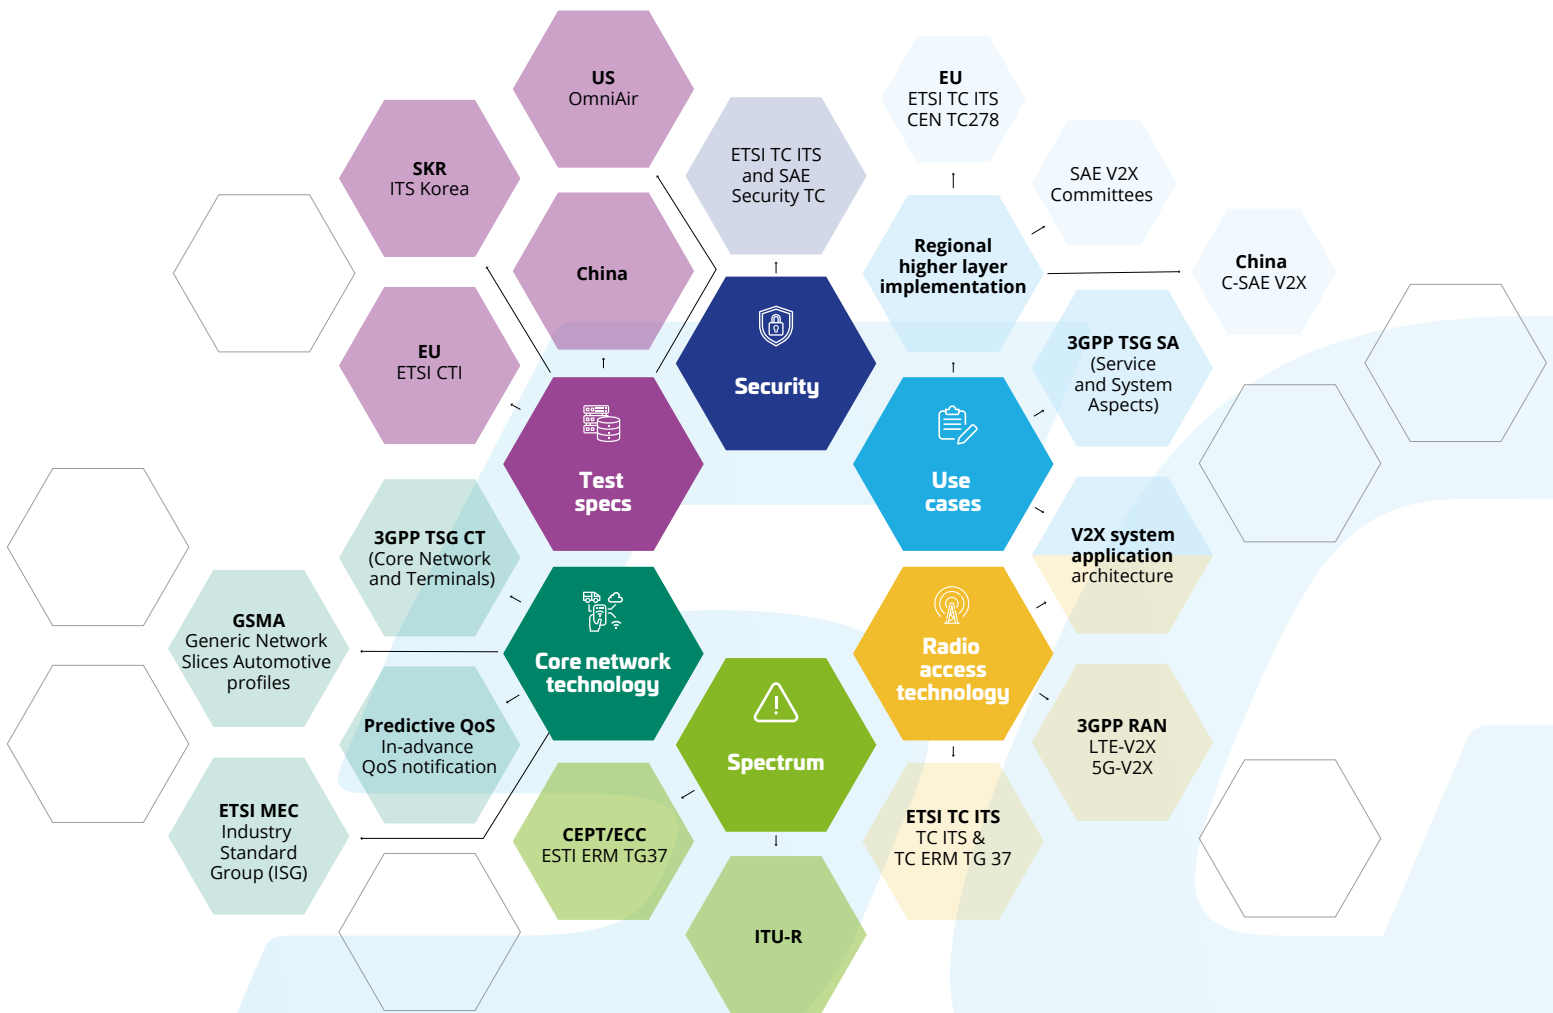 US
OmniAir
SKR
ITS Korea
China
EU
ETSI CTI
ETSI TC ITS
and SAE
Security TC
EU
ETSI TC ITS
CEN TC278
SAE V2X
Committees
Regional
higher layer
implementation
China
C-SAE V2X
3GPP TSG SA
(Service
and System
Aspects)
Security
Test
specs
Use
cases
3GPP TSG CT
(Core Network
and Terminals)
V2X system
application
architecture
GSMA
Generic Network
Slices Automotive
profiles
Core network
technology
Radio
access
technology
Predictive QoS
In-advance
QoS notification
Spectrum
3GPP RAN
LTE-V2X
5G-V2X
ETSI MEC
Industry
Standard
Group (ISG)
CEPT/ECC
ESTI ERM TG37
ETSI TC ITS
TC ITS &
TC ERM TG 37
ITU-R